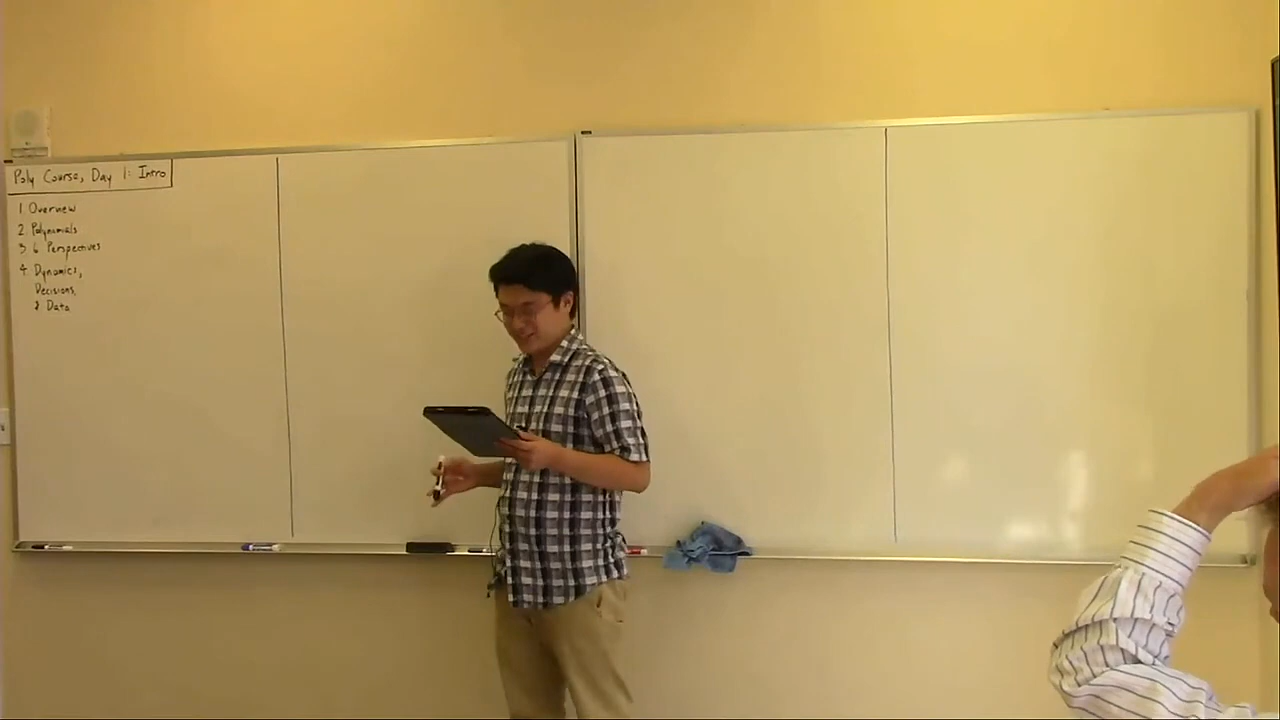 Poly Course, Day 1: Intro
1. Overview
2. Polynomials
3. 6 Perspectives
4. Dynamics,
Decisions,
& Data